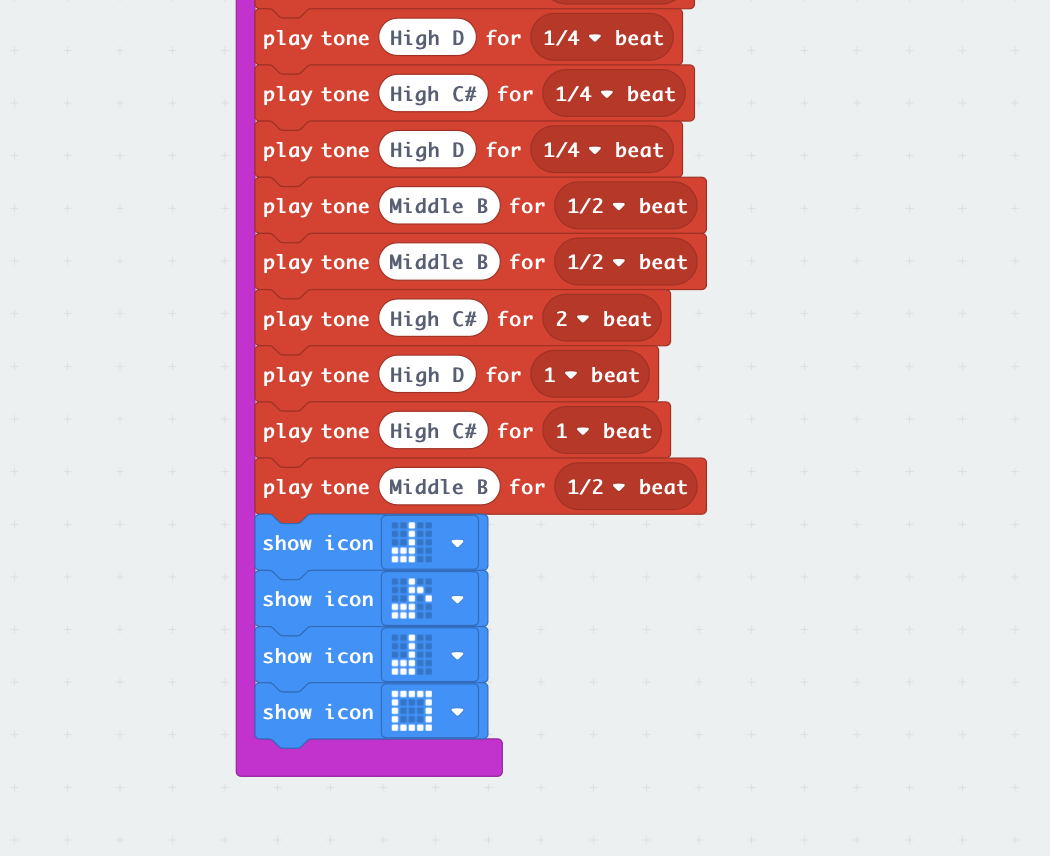 play tone High D for 1/4 beat
play tone High C# for 1/4 beat
play tone High D for 1/4 beat
play tone Middle B for 1/2 beat
play tone Middle B for 1/2 beat
play tone High C# for 2 beat
play tone High D for 1 beat
play tone High C# for 1 beat
play tone Middle B for 1/2 beat
show icon
show icon
show icon
show icon